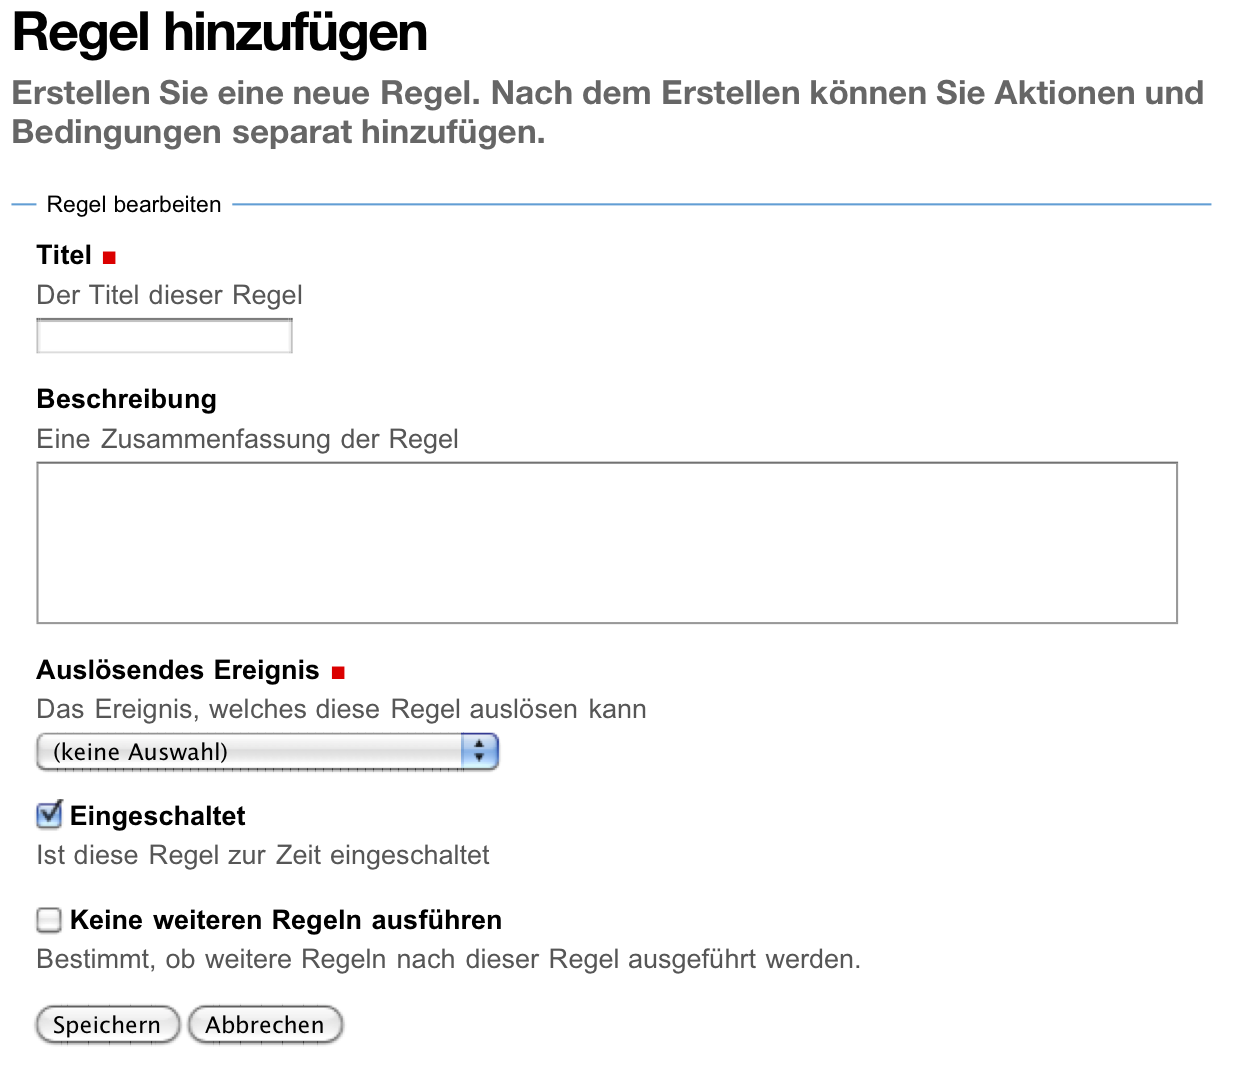 Regel hinzufügen
Erstellen Sie eine neue Regel. Nach dem Erstellen können Sie Aktionen und
Bedingungen separat hinzufügen.
Regel bearbeiten
Titel
Der Titel dieser Regel
Beschreibung
Eine Zusammenfassung der Regel
Auslösendes Ereignis
Das Ereignis, welches diese Regel auslösen kann
(keine Auswahl)
Eingeschaltet
Ist diese Regel zur Zeit eingeschaltet
Keine weiteren Regeln ausführen
Bestimmt, ob weitere Regeln nach dieser Regel ausgeführt werden.
Speichern Abbrechen